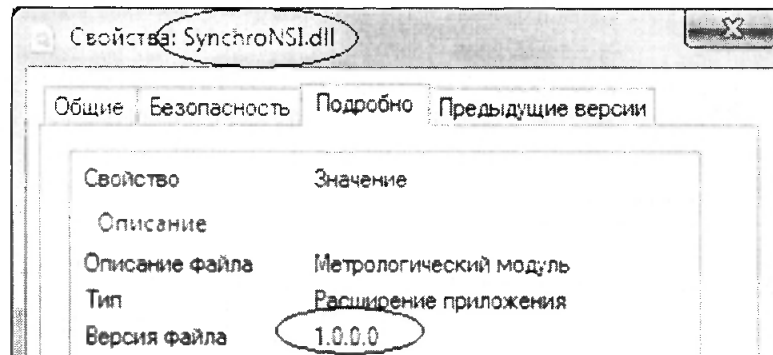 Свойства: SynchroNSI.dll
Общие Безопасность Подробно Предыдущие версии
Свойство Значение
Описание
Описание файла Метрологический модуль
Тип Расширение приложения
Версия файла 1.0.0.0